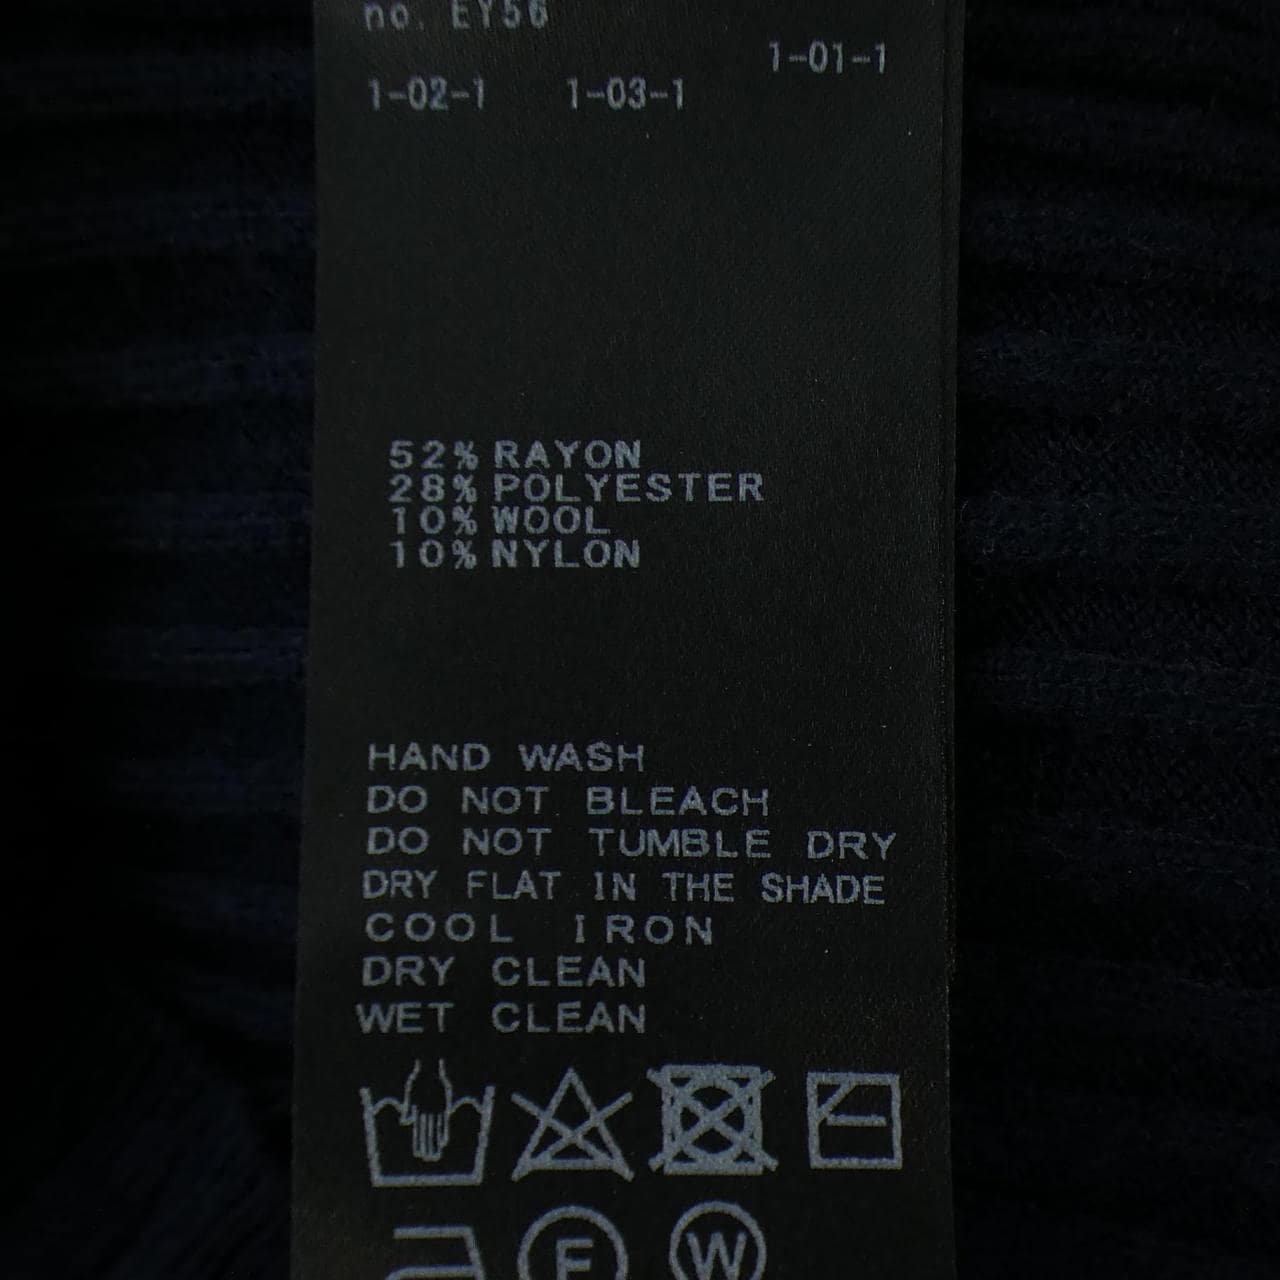 no. EY56
1-01-1
1-02-1 1-03-1
52% RAYON
28% POLYESTER
10% WOOL
10% NYLON
HAND WASH
DO NOT BLEACH
DO NOT TUMBLE DRY
DRY FLAT IN THE SHADE
COOL IRON
DRY CLEAN
WET CLEAN
F W